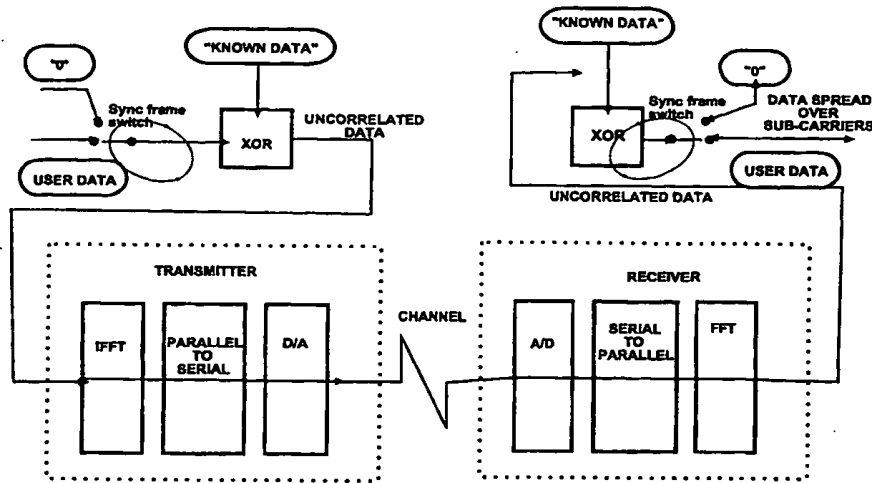 "KNOWN DATA"
"0"
Sync frame
switch
XOR
UNCORRELATED
DATA
USER DATA
"KNOWN DATA"
"0"
Sync frame
switch
XOR
DATA SPREAD
OVER
SUB-CARRIERS
USER DATA
UNCORRELATED DATA
TRANSMITTER
IFFT
PARALLEL
TO
SERIAL
D/A
CHANNEL
RECEIVER
A/D
SERIAL
TO
PARALLEL
FFT